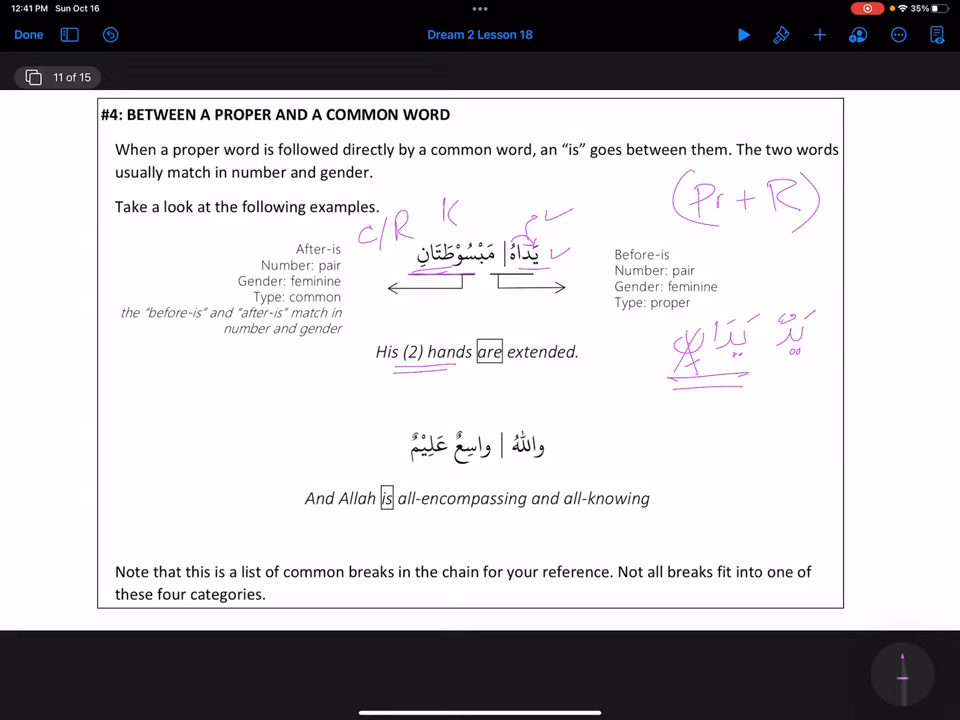 12:41 PM Sun Oct 16
35%
Done
Dream 2 Lesson 18
11 of 15
#4: BETWEEN A PROPER AND A COMMON WORD
When a proper word is followed directly by a common word, an “is” goes between them. The two words
usually match in number and gender.
Take a look at the following examples.
(Pr + R)
C/R K
After-is
Number: pair
Gender: feminine
Type: common
the “before-is” and “after-is” match in
number and gender
يَدَاهُ | مَبْسُوْطَتَانِ
Before-is
Number: pair
Gender: feminine
Type: proper
يَدٌ يَدَانِ
His (2) hands are extended.
واللهُ | واسِعٌ عَلِيْمٌ
And Allah is all-encompassing and all-knowing
Note that this is a list of common breaks in the chain for your reference. Not all breaks fit into one of
these four categories.